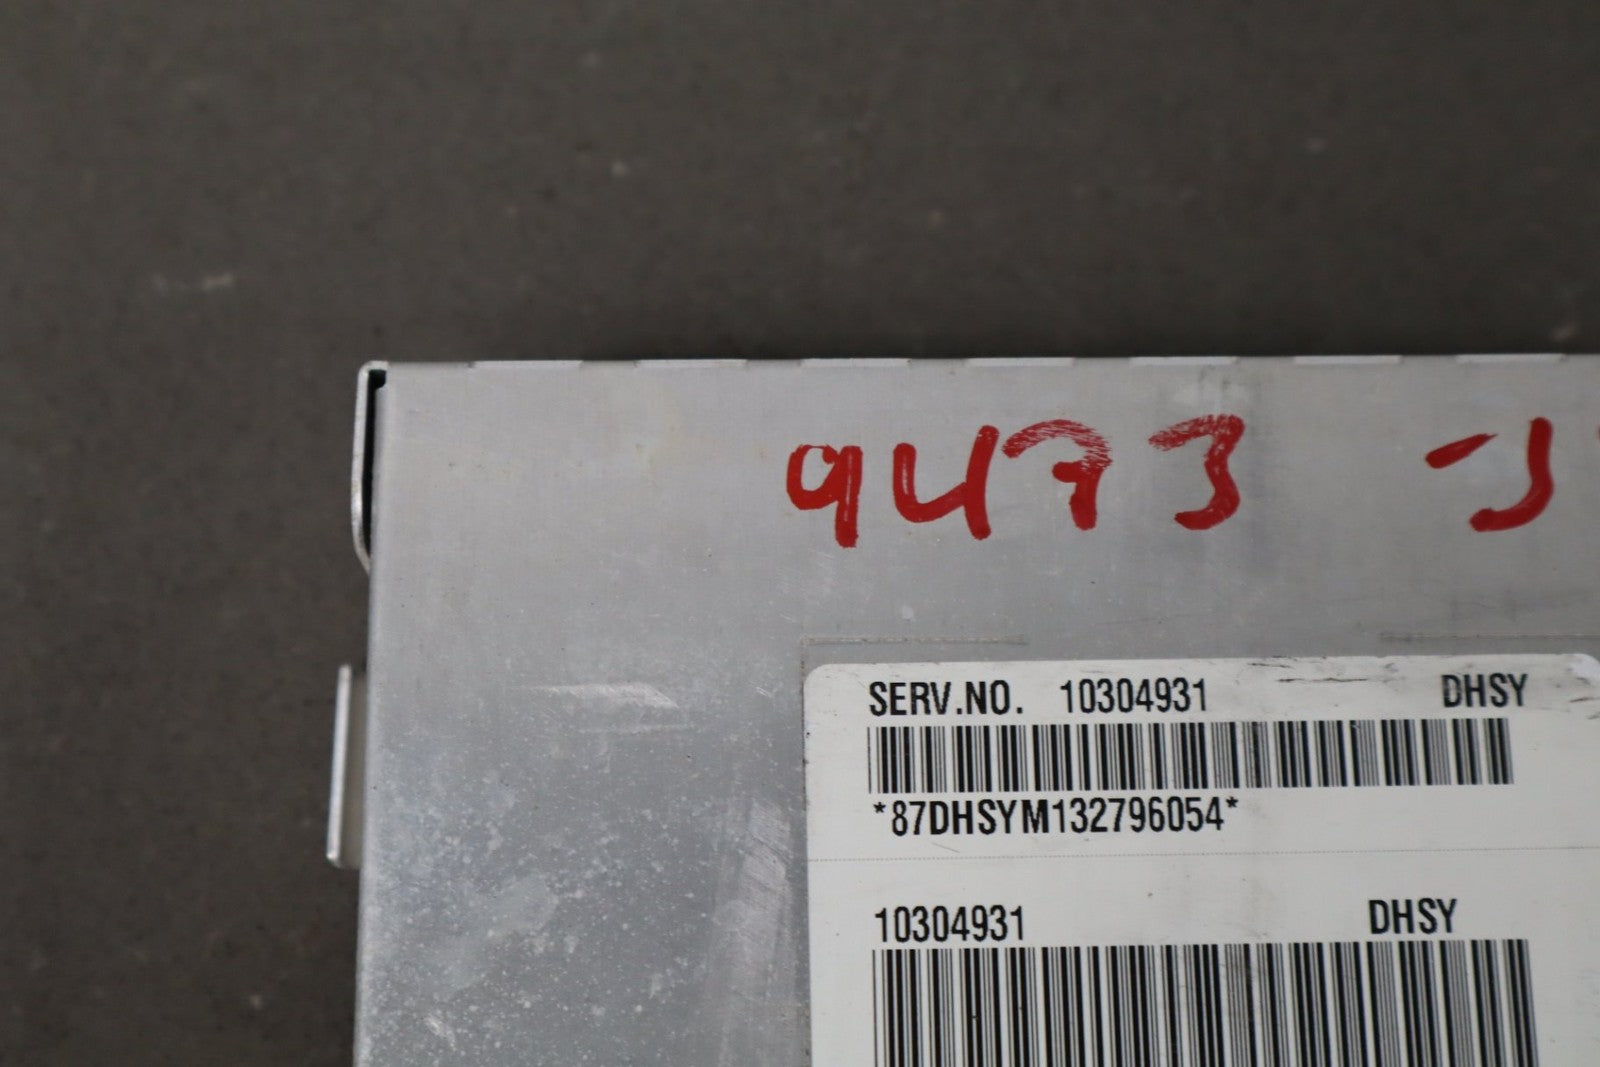 9473 -J
SERV.NO. 10304931 DHSY
*87DHSYM132796054*
10304931 DHSY